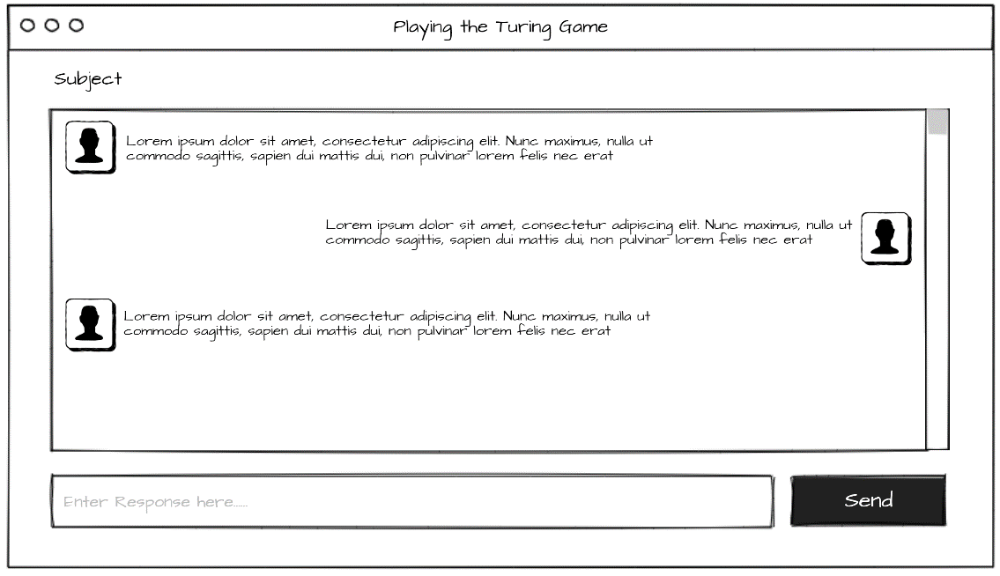 Playing the Turing Game
Subject
Lorem ipsum dolor sit amet, consectetur adipiscing elit. Nunc maximus, nulla ut
commodo sagittis, sapien dui mattis dui, non pulvinar lorem felis nec erat
Lorem ipsum dolor sit amet, consectetur adipiscing elit. Nunc maximus, nulla ut
commodo sagittis, sapien dui mattis dui, non pulvinar lorem felis nec erat
Lorem ipsum dolor sit amet, consectetur adipiscing elit. Nunc maximus, nulla ut
commodo sagittis, sapien dui mattis dui, non pulvinar lorem felis nec erat
Enter Response here......
Send